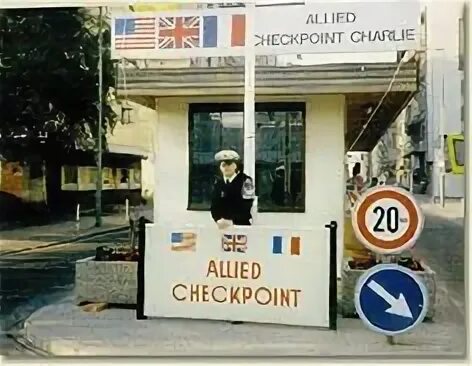 ALLIED
CHECKPOINT CHARLIE
ALLIED
CHECKPOINT
20